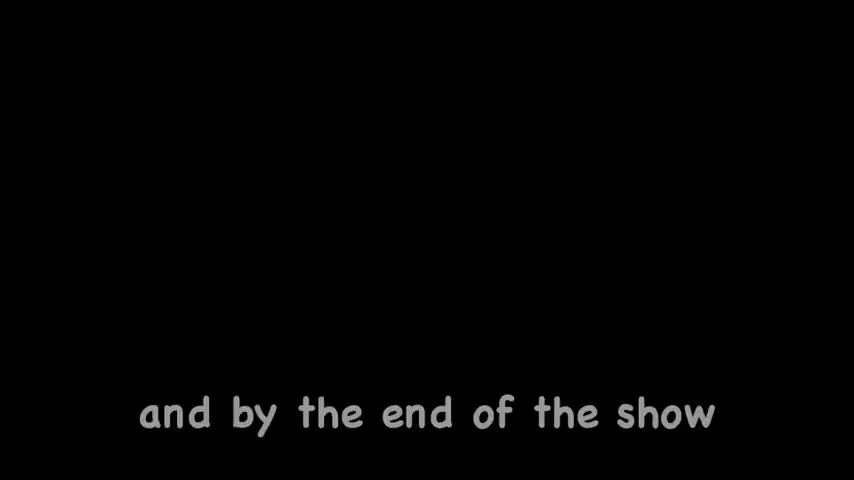 and by the end of the show